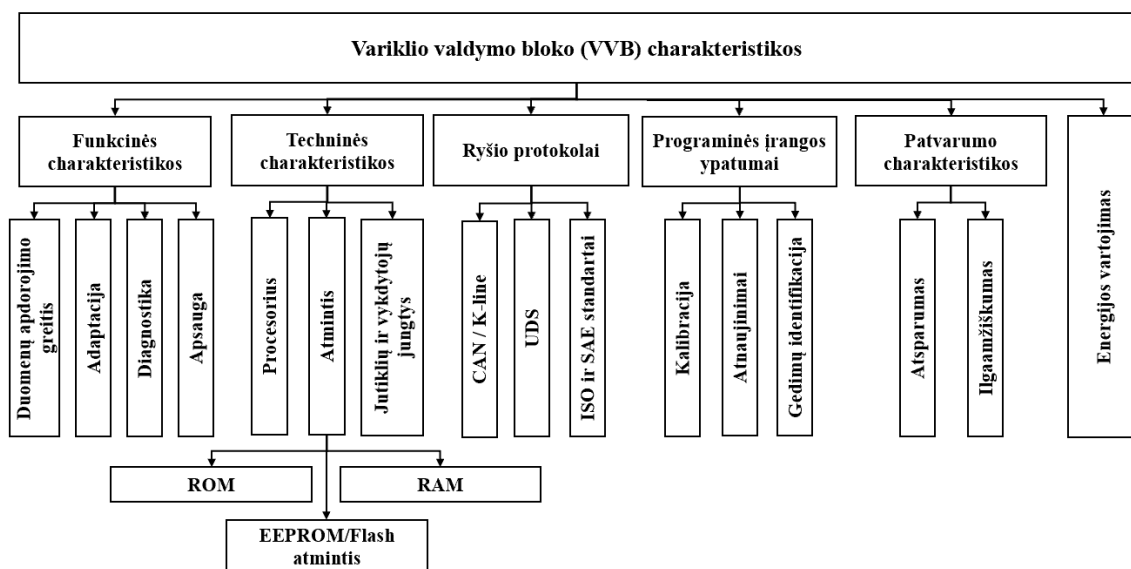 Variklio valdymo bloko (VVB) charakteristikos
Funkcinės
charakteristikos
Techninės
charakteristikos
Ryšio protokolai
Programinės įrangos
ypatumai
Patvarumo
charakteristikos
Energijos vartojimas
Duomenų apdorojimo
greitis
Adaptacija
Diagnostika
Apsauga
Procesorius
Atmintis
Jutiklių ir vykdytojų
jungtys
CAN / K-line
UDS
ISO ir SAE standartai
Kalibracija
Atnaujinimai
Gedimų identifikacija
Atsparumas
Ilgaamžiškumas
ROM
RAM
EEPROM/Flash
atmintis